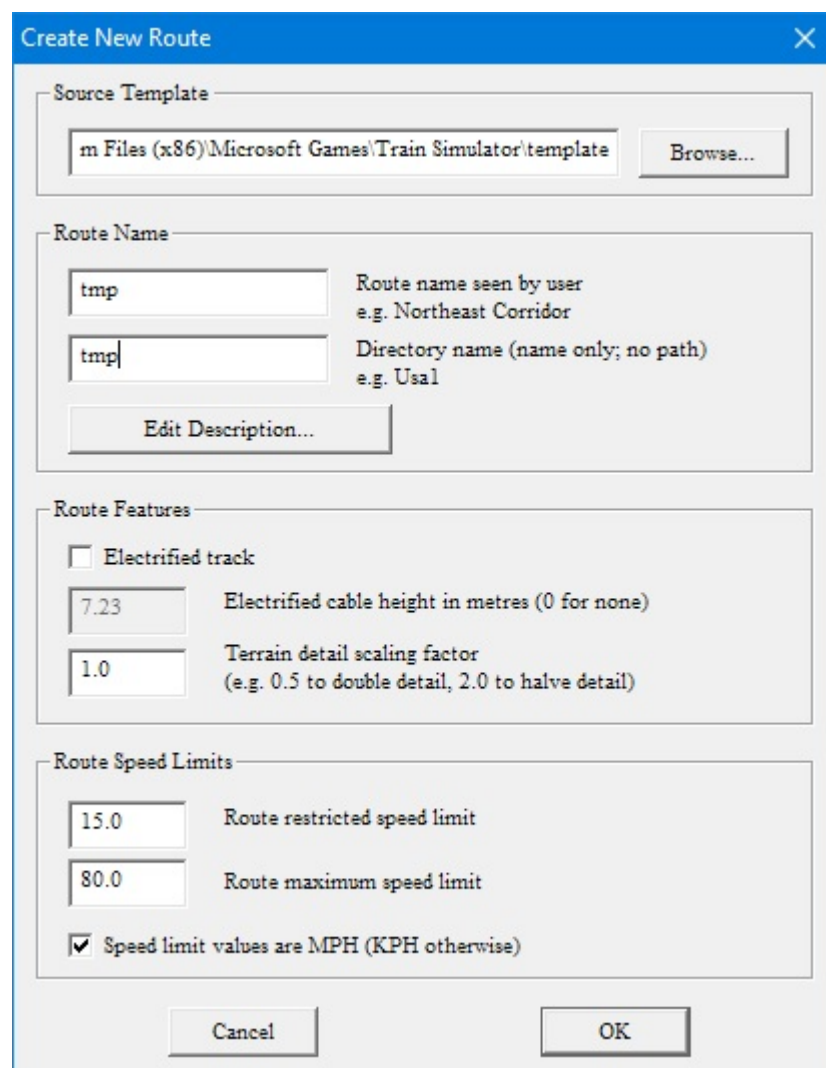 Create New Route
Source Template
m Files (x86)\Microsoft Games\Train Simulator\template
Browse...
Route Name
tmp
Route name seen by user
e.g. Northeast Corridor
tmp
Directory name (name only; no path)
e.g. Usa1
Edit Description...
Route Features
Electrified track
7.23
Electrified cable height in metres (0 for none)
1.0
Terrain detail scaling factor
(e.g. 0.5 to double detail, 2.0 to halve detail)
Route Speed Limits
15.0
Route restricted speed limit
80.0
Route maximum speed limit
Speed limit values are MPH (KPH otherwise)
Cancel
OK